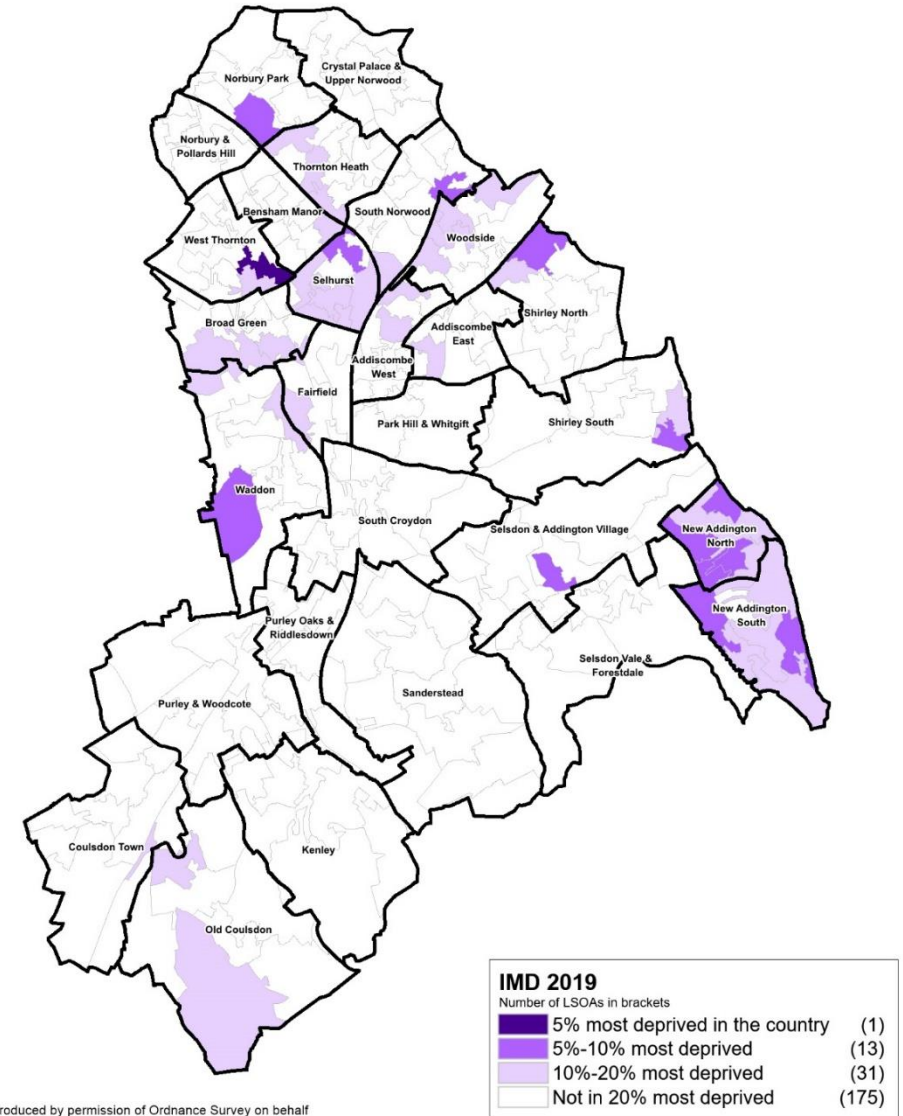 Norbury Park
Crystal Palace &
Upper Norwood
Norbury &
Pollards Hill
Thornton Heath
Bensham Manor
South Norwood
West Thornton
Woodside
Selhurst
Broad Green
Shirley North
Addiscombe
East
Addiscombe
West
Fairfield
Park Hill & Whitgift
Shirley South
Waddon
South Croydon
Selsdon & Addington Village
New Addington
North
New Addington
South
Purley Oaks &
Riddlesdown
Selsdon Vale &
Forestdale
Sanderstead
Purley & Woodcote
Coulsdon Town
Kenley
Old Coulsdon
IMD 2019
Number of LSOAs in brackets
5% most deprived in the country (1)
5%-10% most deprived (13)
10%-20% most deprived (31)
Not in 20% most deprived (175)
roduced by permission of Ordnance Survey on behalf